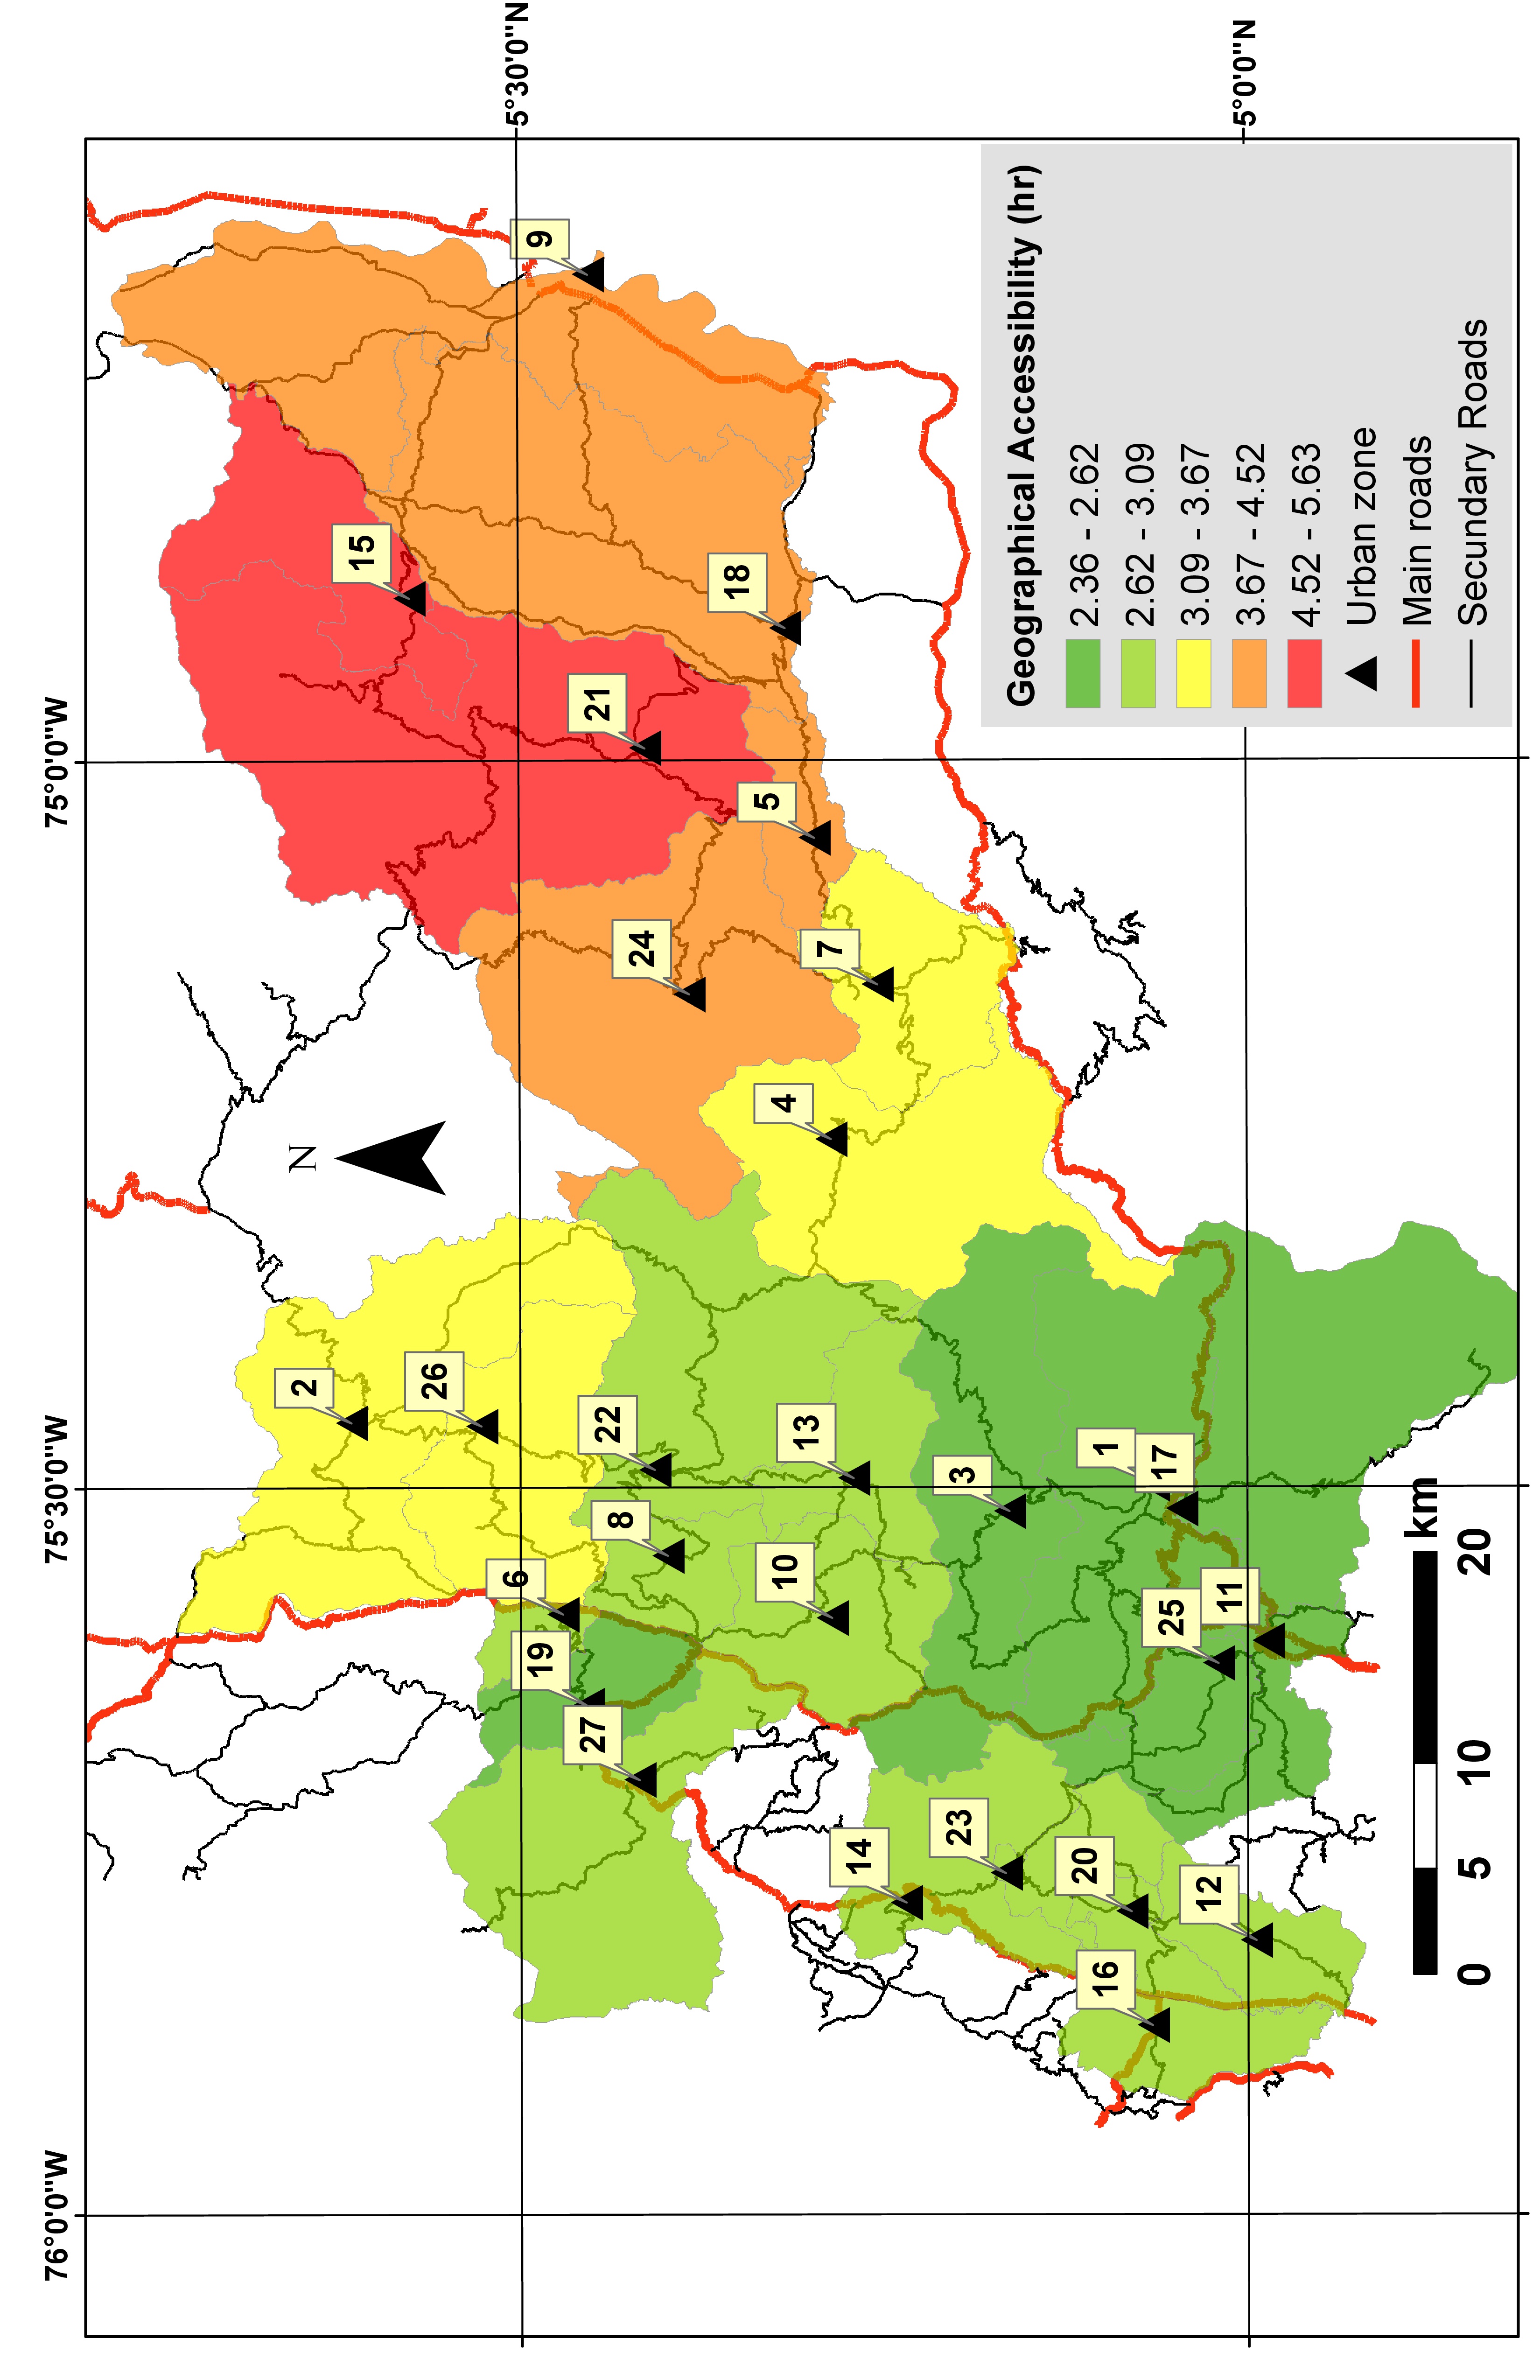 76°0'0"W 75°30'0"W 75°0'0"W
N
2
15
26
6
19
9
27
8
22
21
24
18
10
13
4
5
7
14
23
3
16
20
1
25
17
12
11
5°30'0"N
5°0'0"N
Geographical Accessibility (hr)
2.36 - 2.62
2.62 - 3.09
3.09 - 3.67
3.67 - 4.52
4.52 - 5.63
Urban zone
Main roads
Secundary Roads
km
0 5 10 20